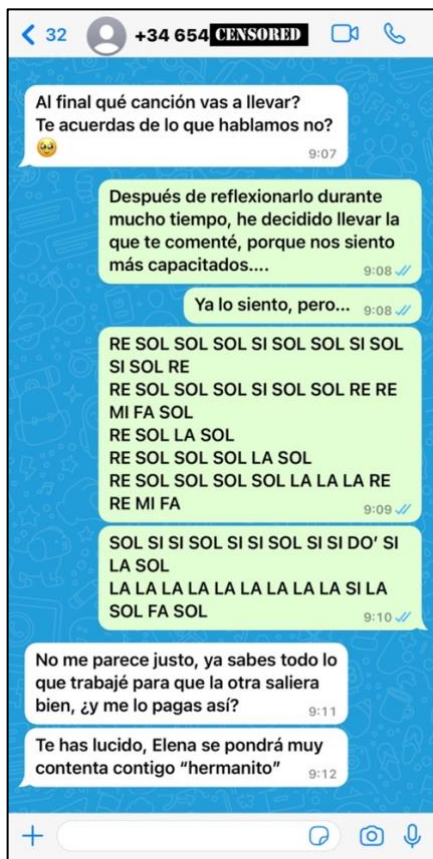 32
+34 654 CENSORED
Al final qué canción vas a llevar?
Te acuerdas de lo que hablamos no?
🥹
9:07
Después de reflexionarlo durante
mucho tiempo, he decidido llevar la
que te comenté, porque nos siento
más capacitados....
9:08
Ya lo siento, pero...
9:08
RE SOL SOL SOL SI SOL SOL SI SOL
SI SOL RE
RE SOL SOL SOL SI SOL SOL RE RE
MI FA SOL
RE SOL LA SOL
RE SOL SOL SOL LA SOL
RE SOL SOL SOL SOL LA LA LA RE
RE MI FA
9:09
SOL SI SI SOL SI SI SOL SI SI DO’ SI
LA SOL
LA LA LA LA LA LA LA LA LA SI LA
SOL FA SOL
9:10
No me parece justo, ya sabes todo lo
que trabajé para que la otra saliera
bien, ¿y me lo pagas así?
9:11
Te has lucido, Elena se pondrá muy
contenta contigo “hermanito”
9:12